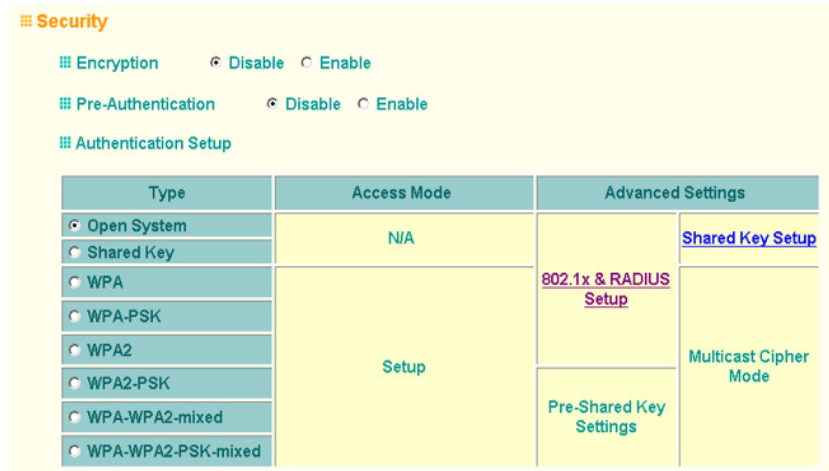 Security
Encryption Disable Enable
Pre-Authentication Disable Enable
Authentication Setup
Type Access Mode Advanced Settings
Open System
Shared Key
N/A
Shared Key Setup
802.1x & RADIUS
Setup
WPA
WPA-PSK
WPA2
WPA2-PSK
WPA-WPA2-mixed
WPA-WPA2-PSK-mixed
Setup
Pre-Shared Key
Settings
Multicast Cipher
Mode